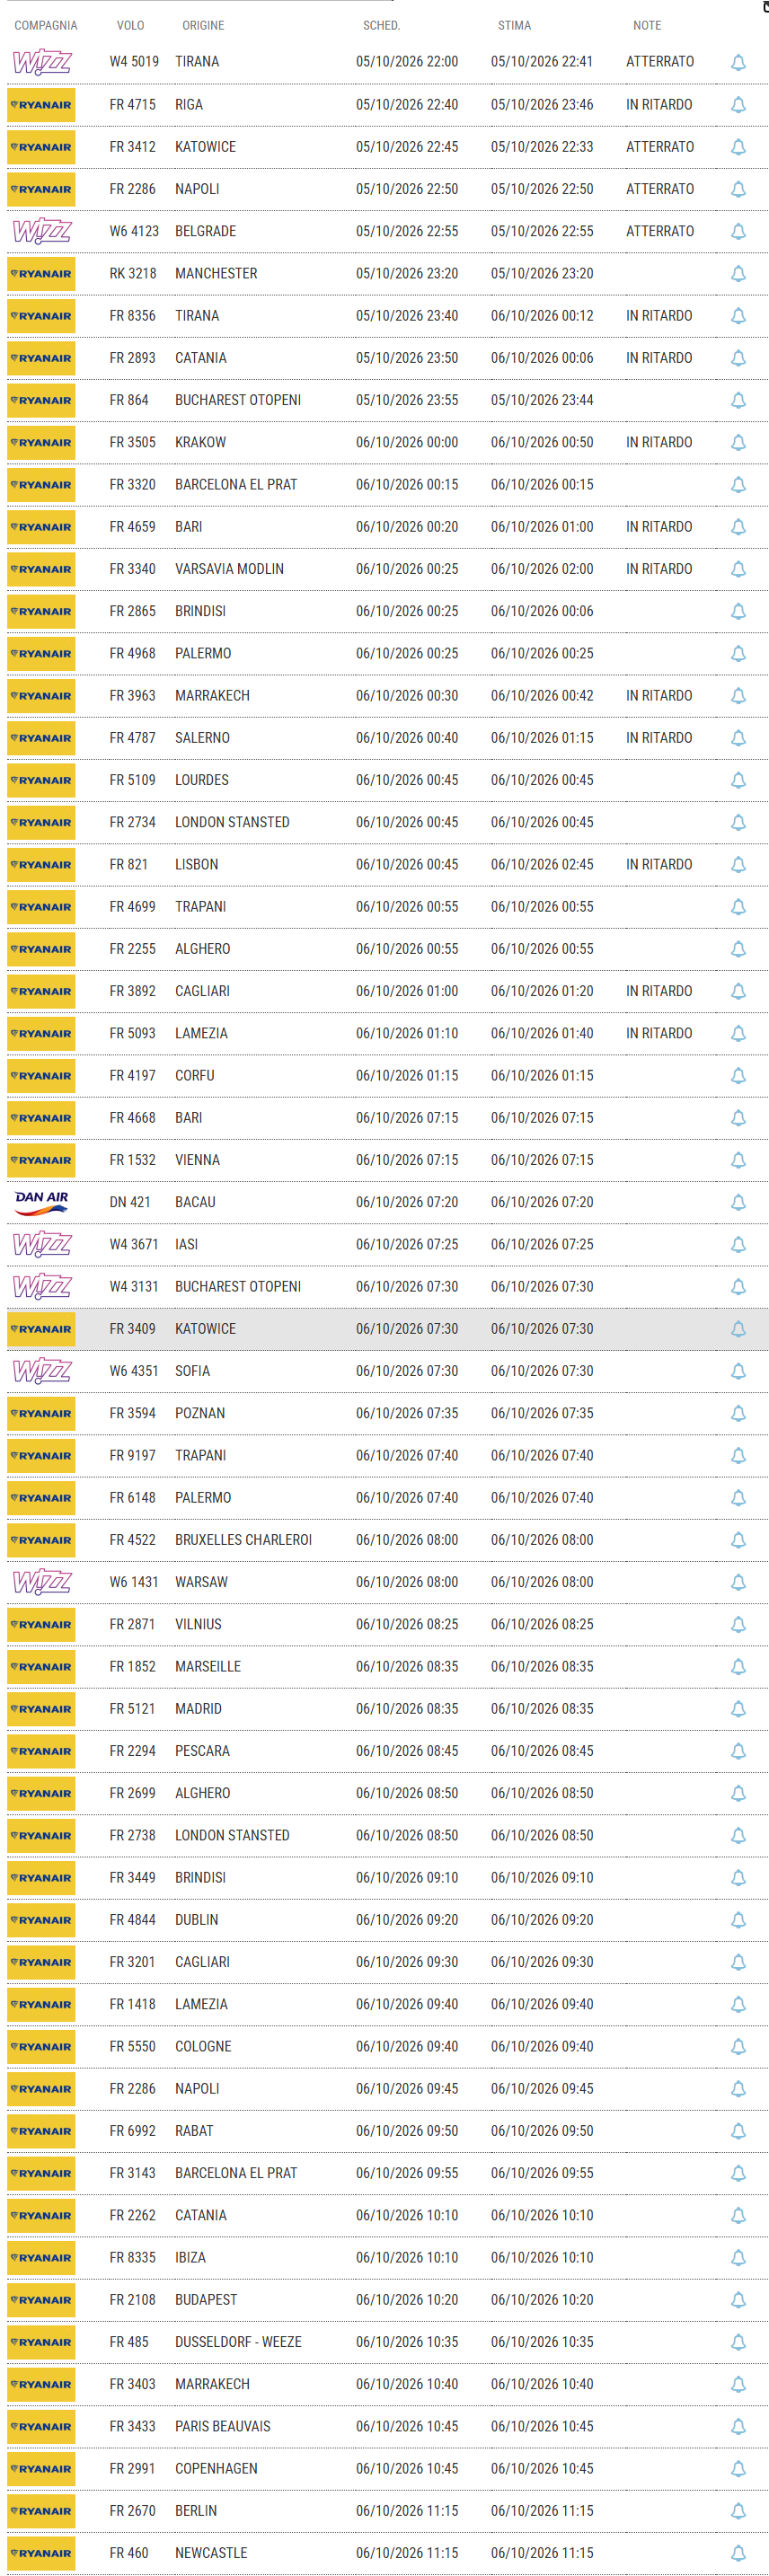 COMPAGNIA VOLO ORIGINE SCHED. STIMA NOTE
WIZZ W4 5019 TIRANA 05/10/2026 22:00 05/10/2026 22:41 ATTERRATO
RYANAIR FR 4715 RIGA 05/10/2026 22:40 05/10/2026 23:46 IN RITARDO
RYANAIR FR 3412 KATOWICE 05/10/2026 22:45 05/10/2026 22:33 ATTERRATO
RYANAIR FR 2286 NAPOLI 05/10/2026 22:50 05/10/2026 22:50 ATTERRATO
WIZZ W6 4123 BELGRADE 05/10/2026 22:55 05/10/2026 22:55 ATTERRATO
RYANAIR RK 3218 MANCHESTER 05/10/2026 23:20 05/10/2026 23:20
RYANAIR FR 8356 TIRANA 05/10/2026 23:40 06/10/2026 00:12 IN RITARDO
RYANAIR FR 2893 CATANIA 05/10/2026 23:50 06/10/2026 00:06 IN RITARDO
RYANAIR FR 864 BUCHAREST OTOPENI 05/10/2026 23:55 05/10/2026 23:44
RYANAIR FR 3505 KRAKOW 06/10/2026 00:00 06/10/2026 00:50 IN RITARDO
RYANAIR FR 3320 BARCELONA EL PRAT 06/10/2026 00:15 06/10/2026 00:15
RYANAIR FR 4659 BARI 06/10/2026 00:20 06/10/2026 01:00 IN RITARDO
RYANAIR FR 3340 VARSAVIA MODLIN 06/10/2026 00:25 06/10/2026 02:00 IN RITARDO
RYANAIR FR 2865 BRINDISI 06/10/2026 00:25 06/10/2026 00:06
RYANAIR FR 4968 PALERMO 06/10/2026 00:25 06/10/2026 00:25
RYANAIR FR 3963 MARRAKECH 06/10/2026 00:30 06/10/2026 00:42 IN RITARDO
RYANAIR FR 4787 SALERNO 06/10/2026 00:40 06/10/2026 01:15 IN RITARDO
RYANAIR FR 5109 LOURDES 06/10/2026 00:45 06/10/2026 00:45
RYANAIR FR 2734 LONDON STANSTED 06/10/2026 00:45 06/10/2026 00:45
RYANAIR FR 821 LISBON 06/10/2026 00:45 06/10/2026 02:45 IN RITARDO
RYANAIR FR 4699 TRAPANI 06/10/2026 00:55 06/10/2026 00:55
RYANAIR FR 2255 ALGHERO 06/10/2026 00:55 06/10/2026 00:55
RYANAIR FR 3892 CAGLIARI 06/10/2026 01:00 06/10/2026 01:20 IN RITARDO
RYANAIR FR 5093 LAMEZIA 06/10/2026 01:10 06/10/2026 01:40 IN RITARDO
RYANAIR FR 4197 CORFU 06/10/2026 01:15 06/10/2026 01:15
RYANAIR FR 4668 BARI 06/10/2026 07:15 06/10/2026 07:15
RYANAIR FR 1532 VIENNA 06/10/2026 07:15 06/10/2026 07:15
DAN AIR DN 421 BACAU 06/10/2026 07:20 06/10/2026 07:20
WIZZ W4 3671 IASI 06/10/2026 07:25 06/10/2026 07:25
WIZZ W4 3131 BUCHAREST OTOPENI 06/10/2026 07:30 06/10/2026 07:30
RYANAIR FR 3409 KATOWICE 06/10/2026 07:30 06/10/2026 07:30
WIZZ W6 4351 SOFIA 06/10/2026 07:30 06/10/2026 07:30
RYANAIR FR 3594 POZNAN 06/10/2026 07:35 06/10/2026 07:35
RYANAIR FR 9197 TRAPANI 06/10/2026 07:40 06/10/2026 07:40
RYANAIR FR 6148 PALERMO 06/10/2026 07:40 06/10/2026 07:40
RYANAIR FR 4522 BRUXELLES CHARLEROI 06/10/2026 08:00 06/10/2026 08:00
WIZZ W6 1431 WARSAW 06/10/2026 08:00 06/10/2026 08:00
RYANAIR FR 2871 VILNIUS 06/10/2026 08:25 06/10/2026 08:25
RYANAIR FR 1852 MARSEILLE 06/10/2026 08:35 06/10/2026 08:35
RYANAIR FR 5121 MADRID 06/10/2026 08:35 06/10/2026 08:35
RYANAIR FR 2294 PESCARA 06/10/2026 08:45 06/10/2026 08:45
RYANAIR FR 2699 ALGHERO 06/10/2026 08:50 06/10/2026 08:50
RYANAIR FR 2738 LONDON STANSTED 06/10/2026 08:50 06/10/2026 08:50
RYANAIR FR 3449 BRINDISI 06/10/2026 09:10 06/10/2026 09:10
RYANAIR FR 4844 DUBLIN 06/10/2026 09:20 06/10/2026 09:20
RYANAIR FR 3201 CAGLIARI 06/10/2026 09:30 06/10/2026 09:30
RYANAIR FR 1418 LAMEZIA 06/10/2026 09:40 06/10/2026 09:40
RYANAIR FR 5550 COLOGNE 06/10/2026 09:40 06/10/2026 09:40
RYANAIR FR 2286 NAPOLI 06/10/2026 09:45 06/10/2026 09:45
RYANAIR FR 6992 RABAT 06/10/2026 09:50 06/10/2026 09:50
RYANAIR FR 3143 BARCELONA EL PRAT 06/10/2026 09:55 06/10/2026 09:55
RYANAIR FR 2262 CATANIA 06/10/2026 10:10 06/10/2026 10:10
RYANAIR FR 8335 IBIZA 06/10/2026 10:10 06/10/2026 10:10
RYANAIR FR 2108 BUDAPEST 06/10/2026 10:20 06/10/2026 10:20
RYANAIR FR 485 DUSSELDORF - WEEZE 06/10/2026 10:35 06/10/2026 10:35
RYANAIR FR 3403 MARRAKECH 06/10/2026 10:40 06/10/2026 10:40
RYANAIR FR 3433 PARIS BEAUVAIS 06/10/2026 10:45 06/10/2026 10:45
RYANAIR FR 2991 COPENHAGEN 06/10/2026 10:45 06/10/2026 10:45
RYANAIR FR 2670 BERLIN 06/10/2026 11:15 06/10/2026 11:15
RYANAIR FR 460 NEWCASTLE 06/10/2026 11:15 06/10/2026 11:15